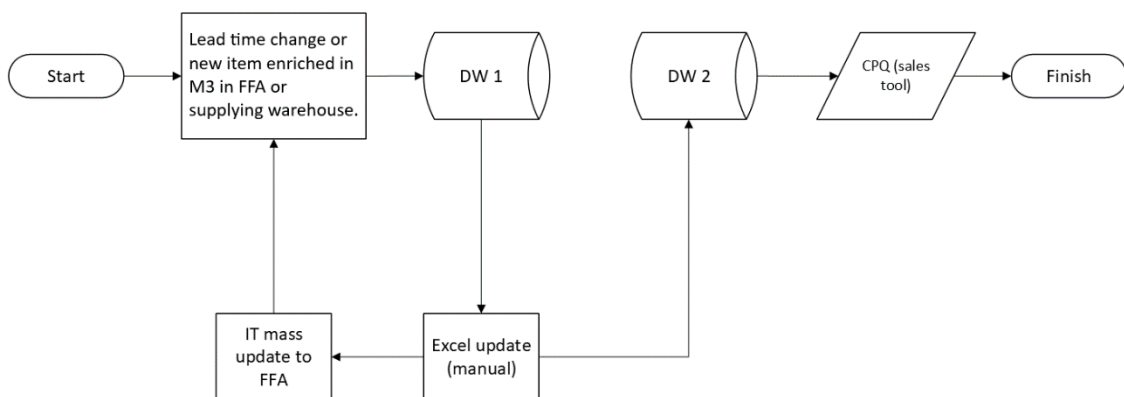 Start
Lead time change or
new item enriched in
M3 in FFA or
supplying warehouse.
DW 1
DW 2
CPQ (sales
tool)
Finish
IT mass
update to
FFA
Excel update
(manual)